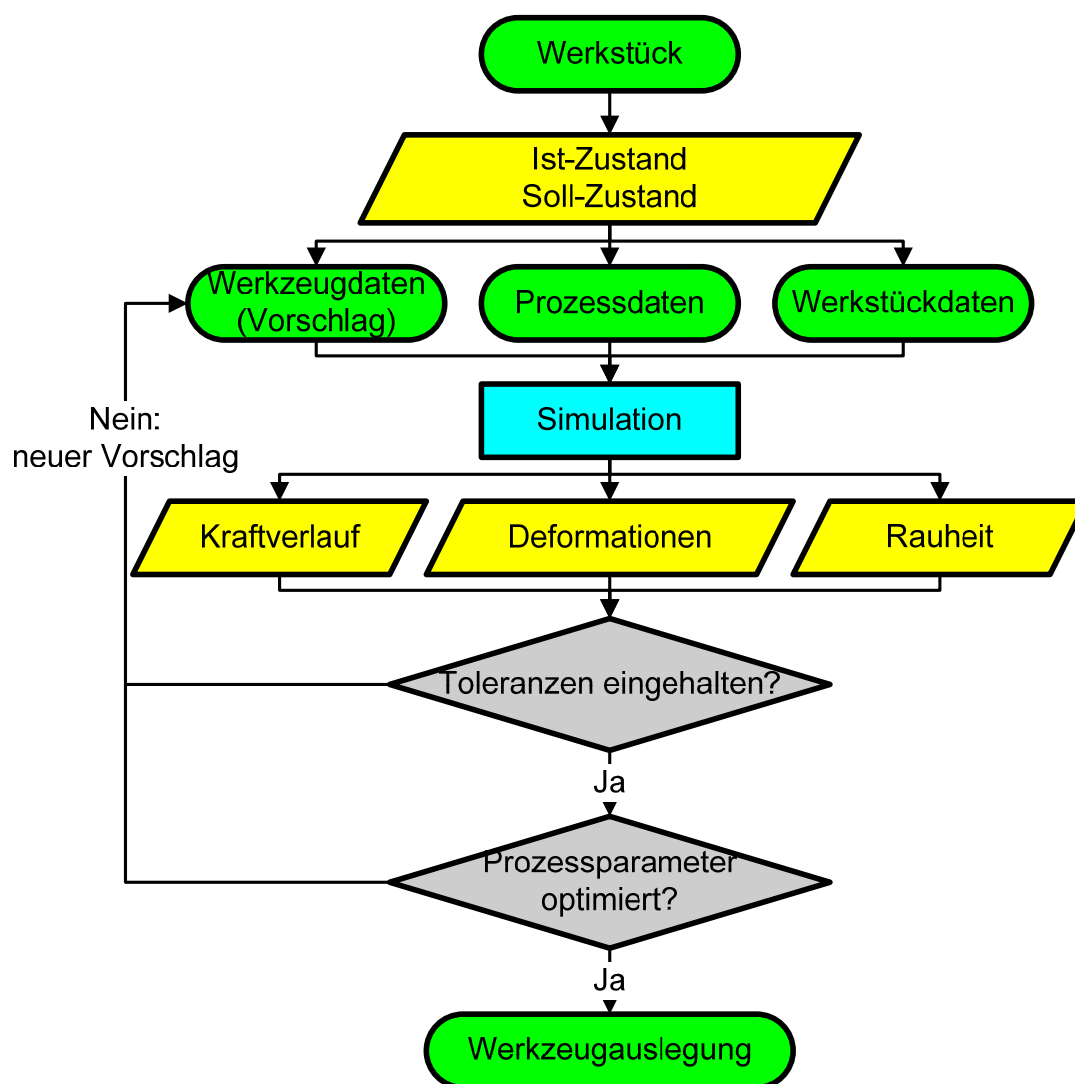 Werkstück
Ist-Zustand
Soll-Zustand
Werkzeugdaten
(Vorschlag)
Prozessdaten
Werkstückdaten
Nein:
neuer Vorschlag
Simulation
Kraftverlauf
Deformationen
Rauheit
Toleranzen eingehalten?
Ja
Prozessparameter
optimiert?
Ja
Werkzeugauslegung